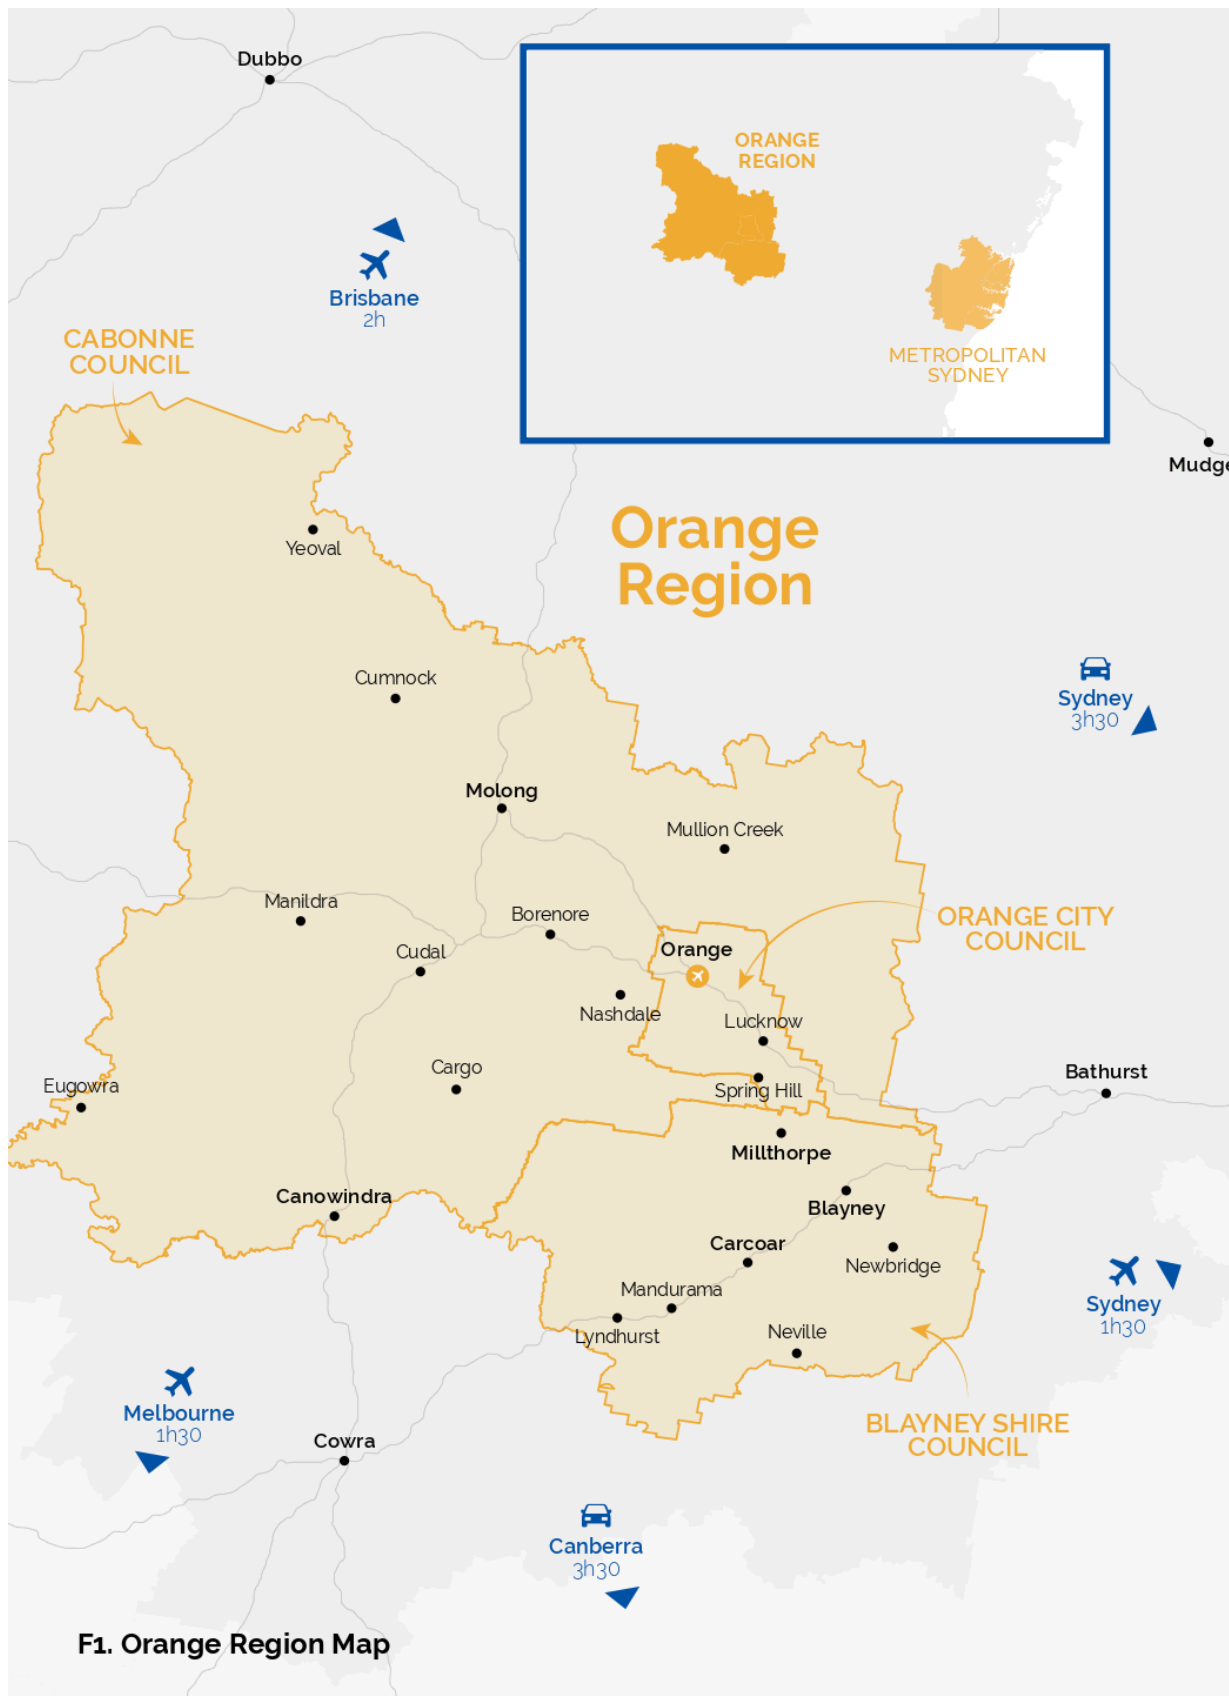 Dubbo
ORANGE
REGION
METROPOLITAN
SYDNEY
Brisbane
2h
CABONNE
COUNCIL
Mudge
Orange
Region
Yeoval
Cumnock
Sydney
3h30
Molong
Mullion Creek
Manildra
Borenore
ORANGE CITY
COUNCIL
Cudal
Orange
Nashdale
Lucknow
Cargo
Eugowra
Spring Hill
Bathurst
Millthorpe
Canowindra
Blayney
Carcoar
Newbridge
Mandurama
Lyndhurst
Neville
Sydney
1h30
Melbourne
1h30
BLAYNEY SHIRE
COUNCIL
Cowra
Canberra
3h30
F1. Orange Region Map